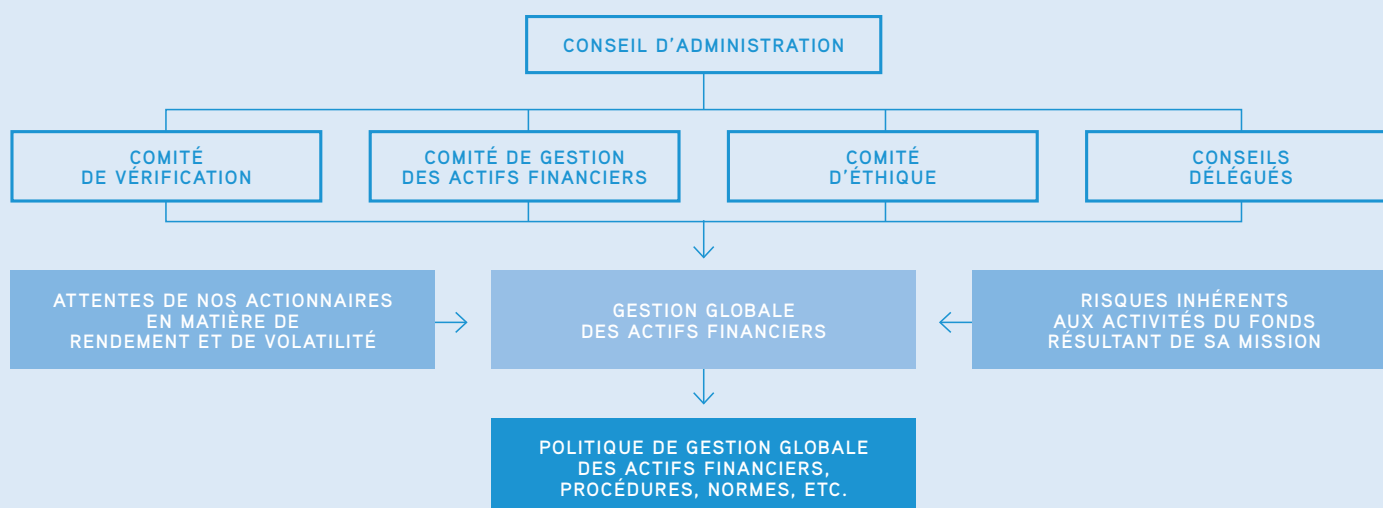 CONSEIL D'ADMINISTRATION
COMITÉ
DE VÉRIFICATION
COMITÉ DE GESTION
DES ACTIFS FINANCIERS
COMITÉ
D'ÉTHIQUE
CONSEILS
DÉLÉGUÉS
ATTENTES DE NOS ACTIONNAIRES
EN MATIÈRE DE
RENDEMENT ET DE VOLATILITÉ
GESTION GLOBALE
DES ACTIFS FINANCIERS
RISQUES INHÉRENTS
AUX ACTIVITÉS DU FONDS
RÉSULTANT DE SA MISSION
POLITIQUE DE GESTION GLOBALE
DES ACTIFS FINANCIERS,
PROCÉDURES, NORMES, ETC.